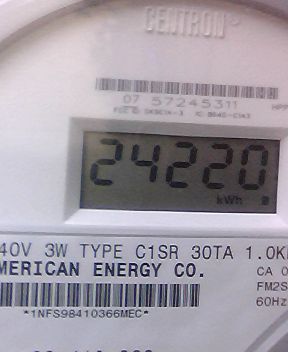 CENTRON
07 57245311
24220
kWh
40V 3W TYPE C1SR 30TA 1.0K
MERICAN ENERGY CO.
CA 0
FM2S
60Hz
*1NFS98410366MEC*